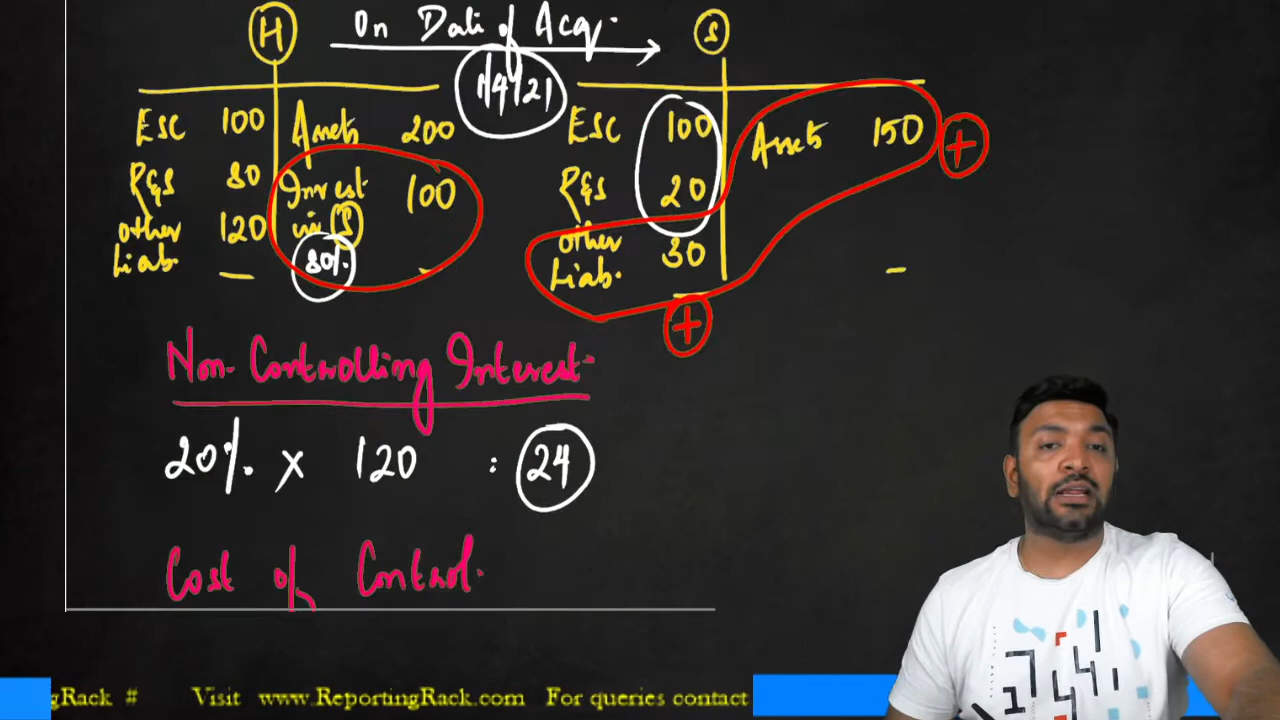 H On Date of Acq. S
1/4/21
ESC 100 Assets 200 ESC 100 Assets 150 +
R&S 80 Invest 100 R&S 20
other 120 in S other 30
Liab. 80% Liab.
+
Non-Controlling Interest.
20% x 120 : 24
Cost of Control.
gRack # Visit www.ReportingRack.com For queries contact